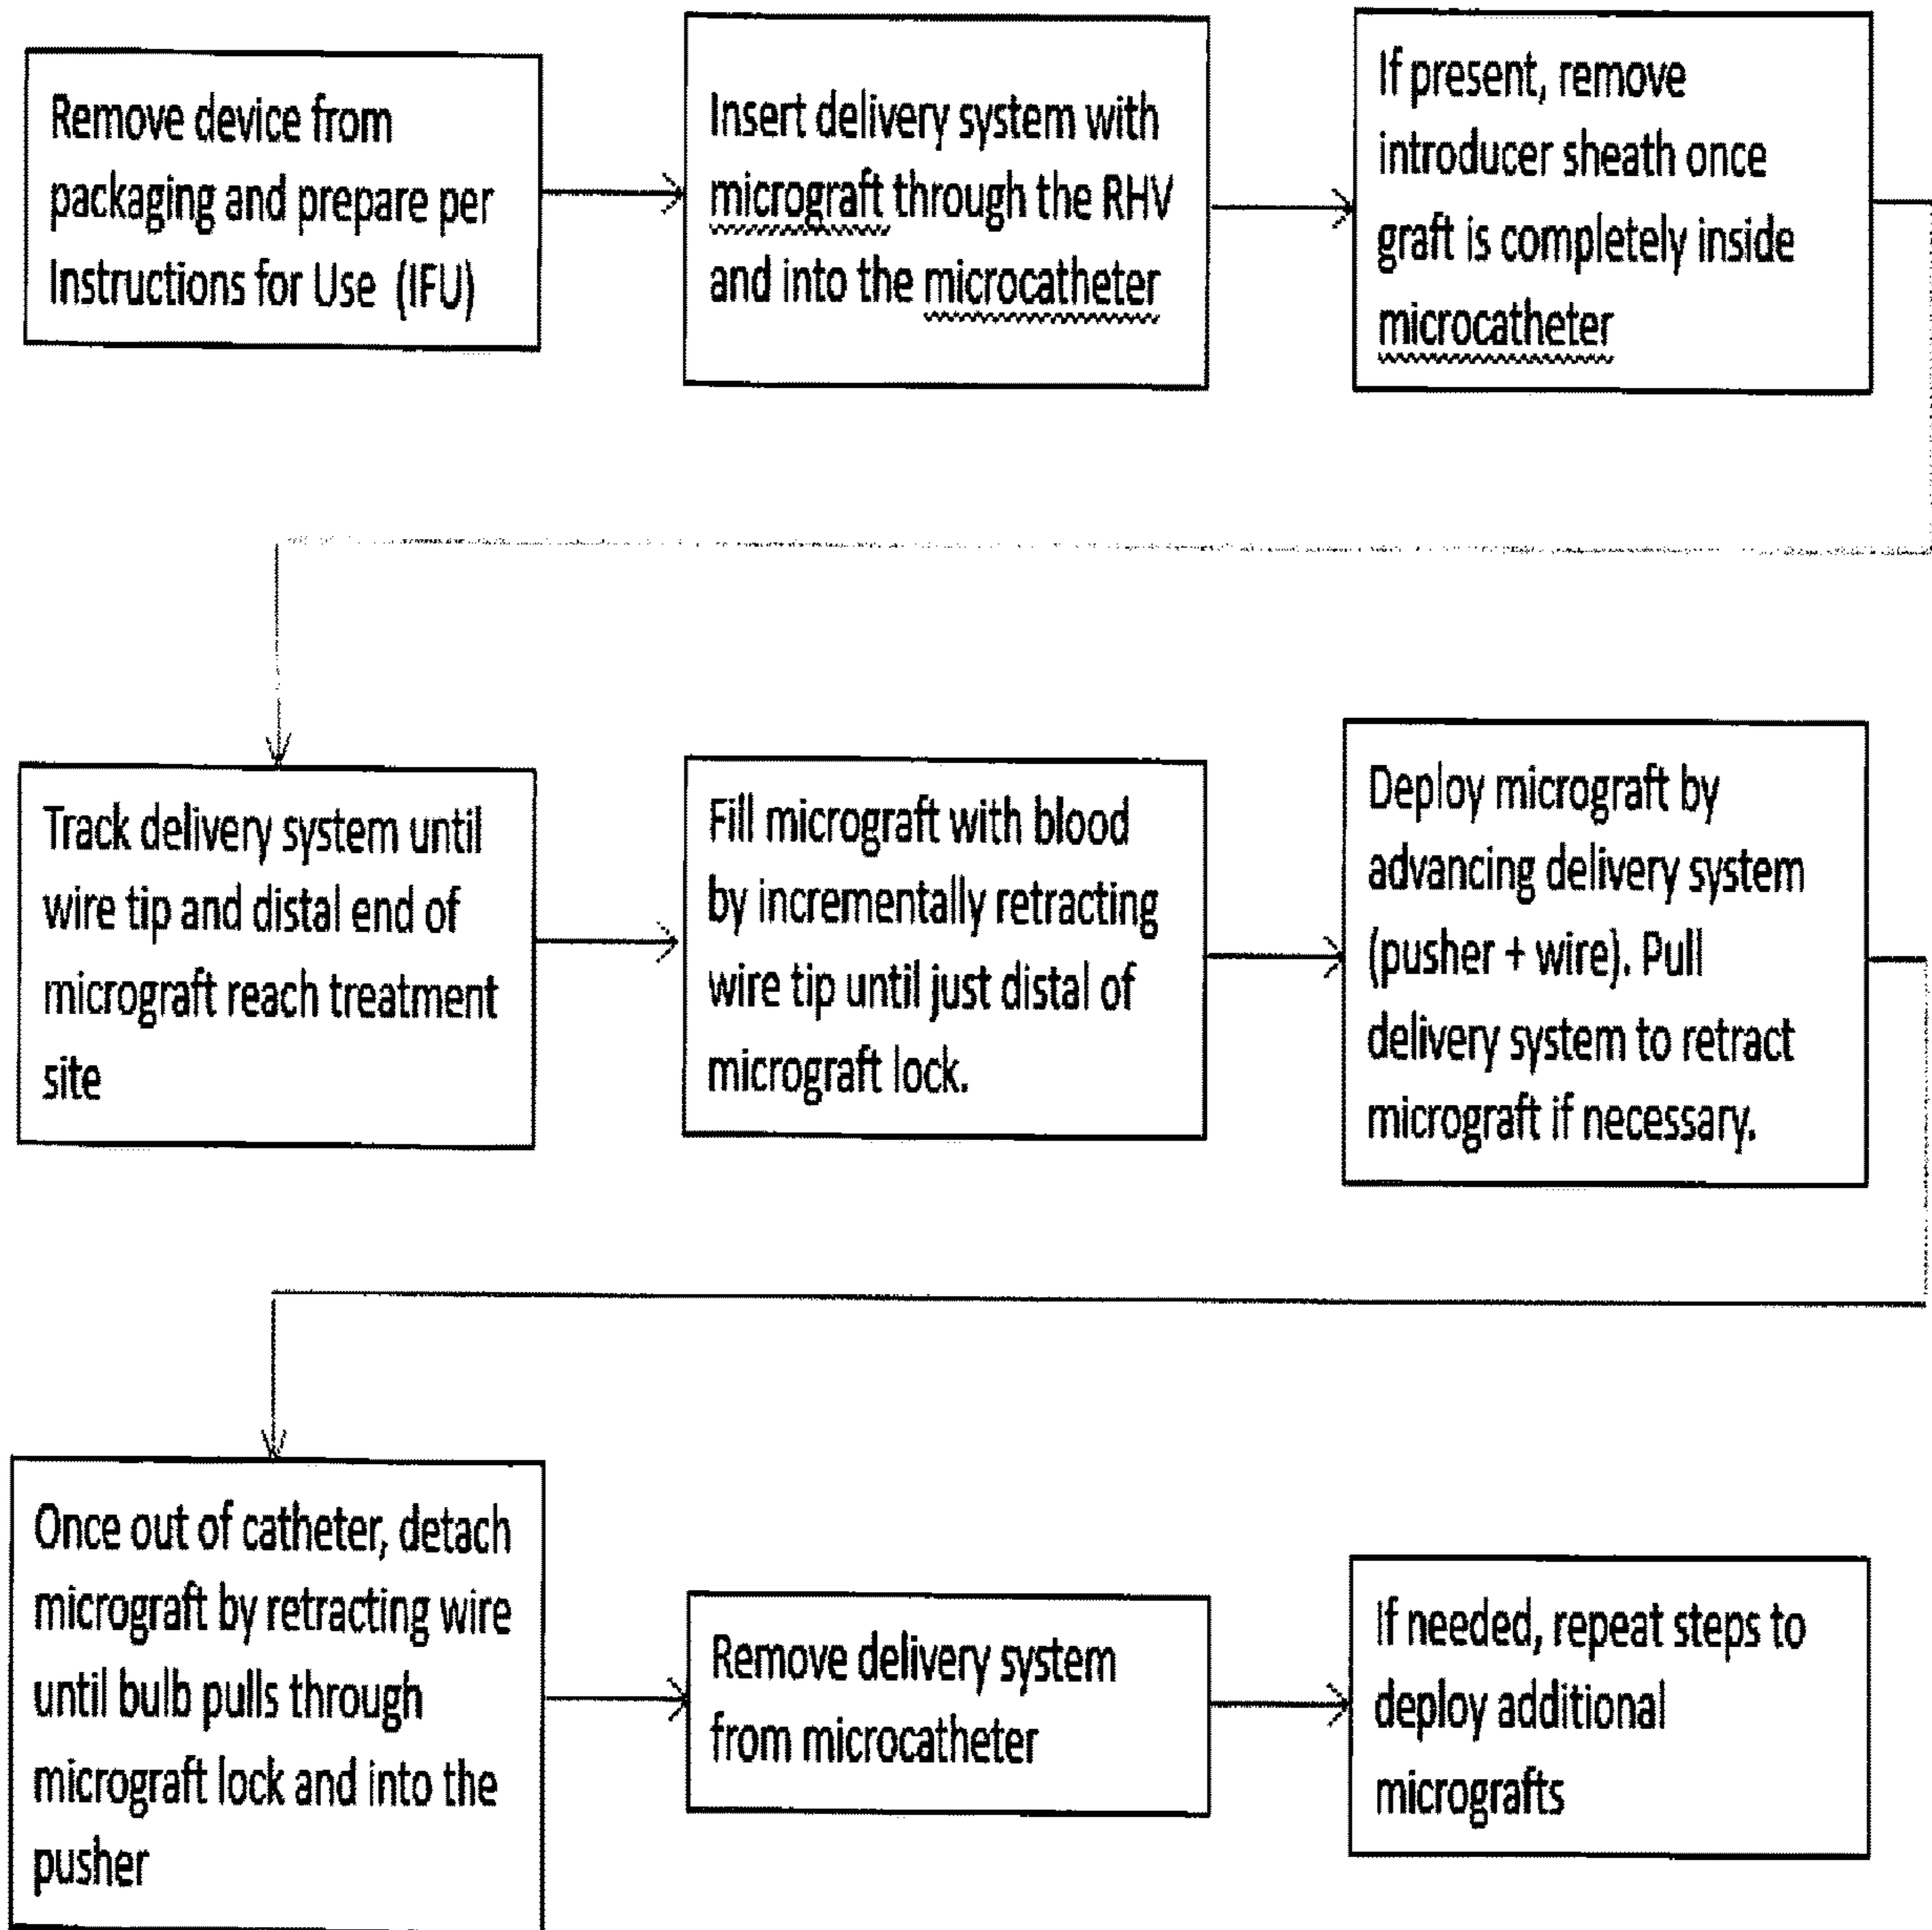 Remove device from
packaging and prepare per
Instructions for Use (IFU)
Insert delivery system with
micrograft through the RHV
and into the microcatheter
If present, remove
introducer sheath once
graft is completely inside
microcatheter
Track delivery system until
wire tip and distal end of
micrograft reach treatment
site
Fill micrograft with blood
by incrementally retracting
wire tip until just distal of
micrograft lock.
Deploy micrograft by
advancing delivery system
(pusher + wire). Pull
delivery system to retract
micrograft if necessary.
Once out of catheter, detach
micrograft by retracting wire
until bulb pulls through
micrograft lock and into the
pusher
Remove delivery system
from microcatheter
If needed, repeat steps to
deploy additional
micrografts